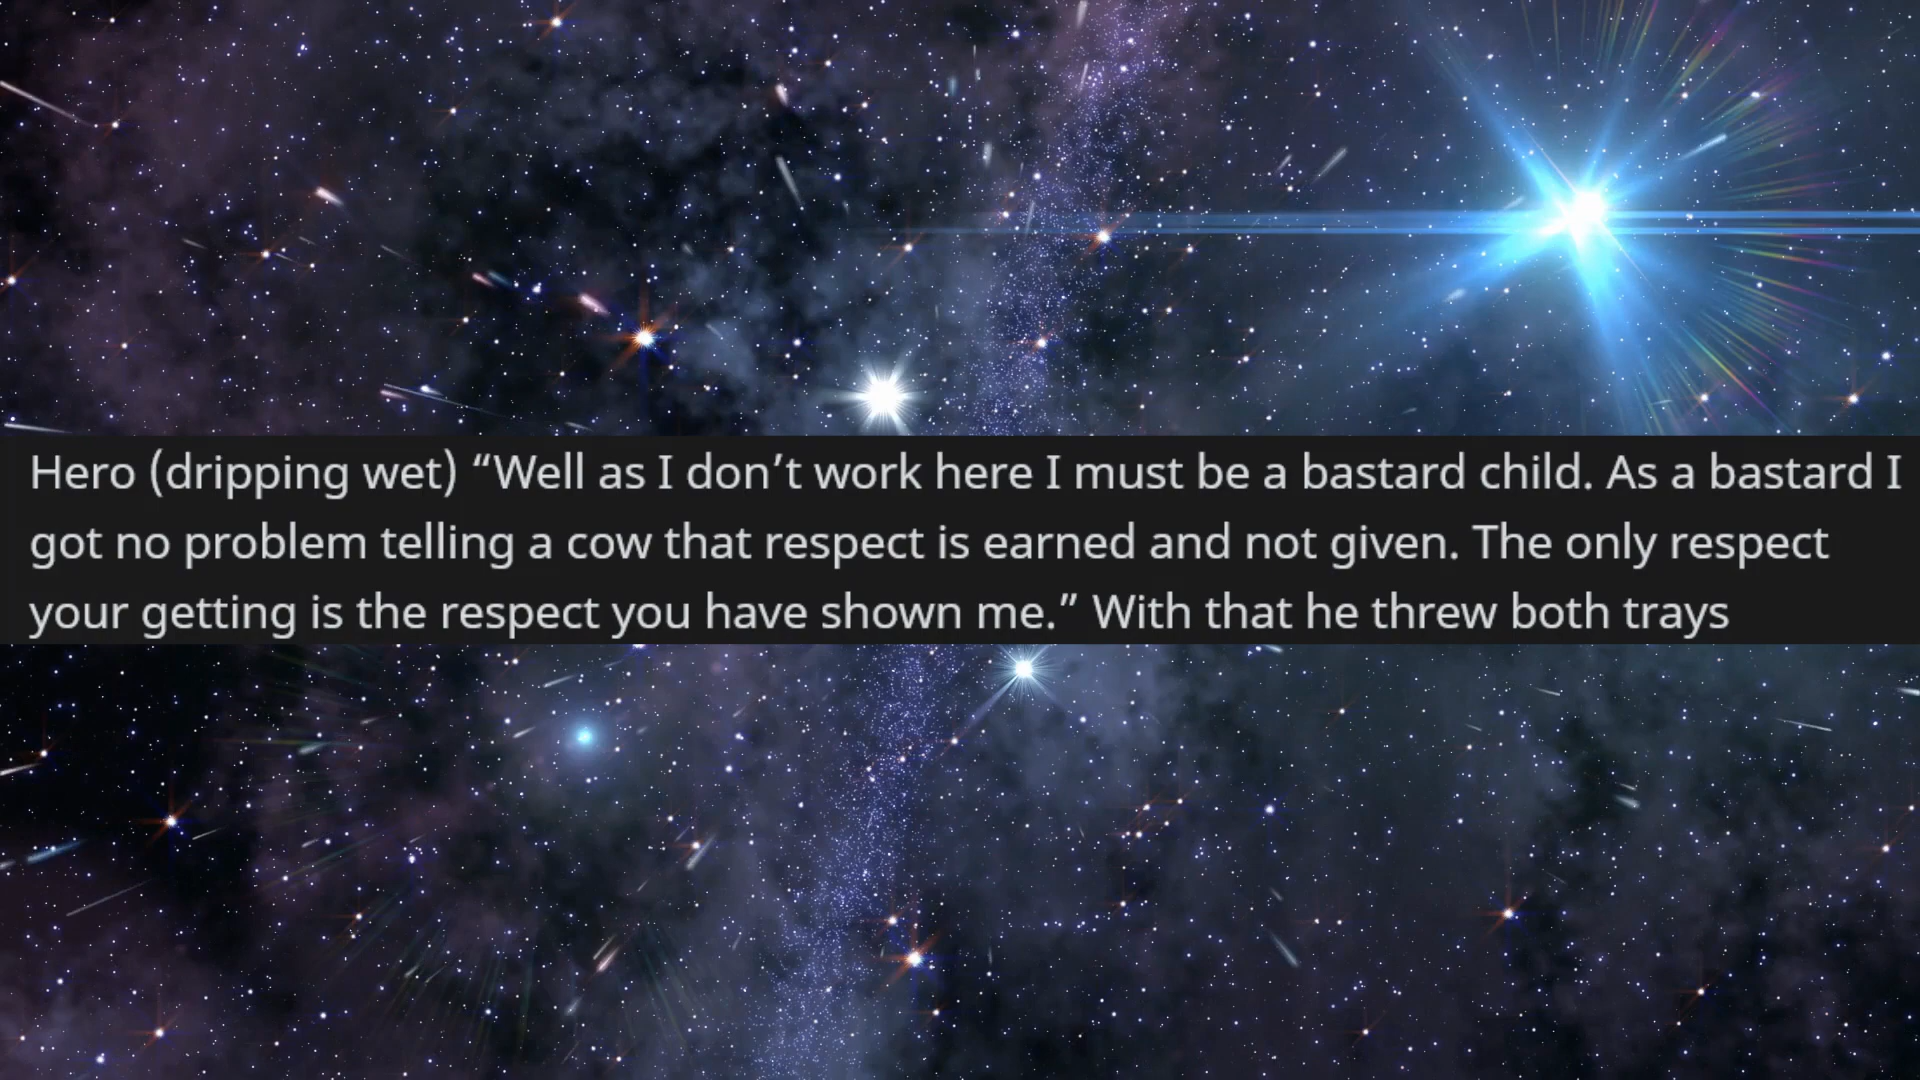 Hero (dripping wet) “Well as I don’t work here I must be a bastard child. As a bastard I
got no problem telling a cow that respect is earned and not given. The only respect
your getting is the respect you have shown me.” With that he threw both trays